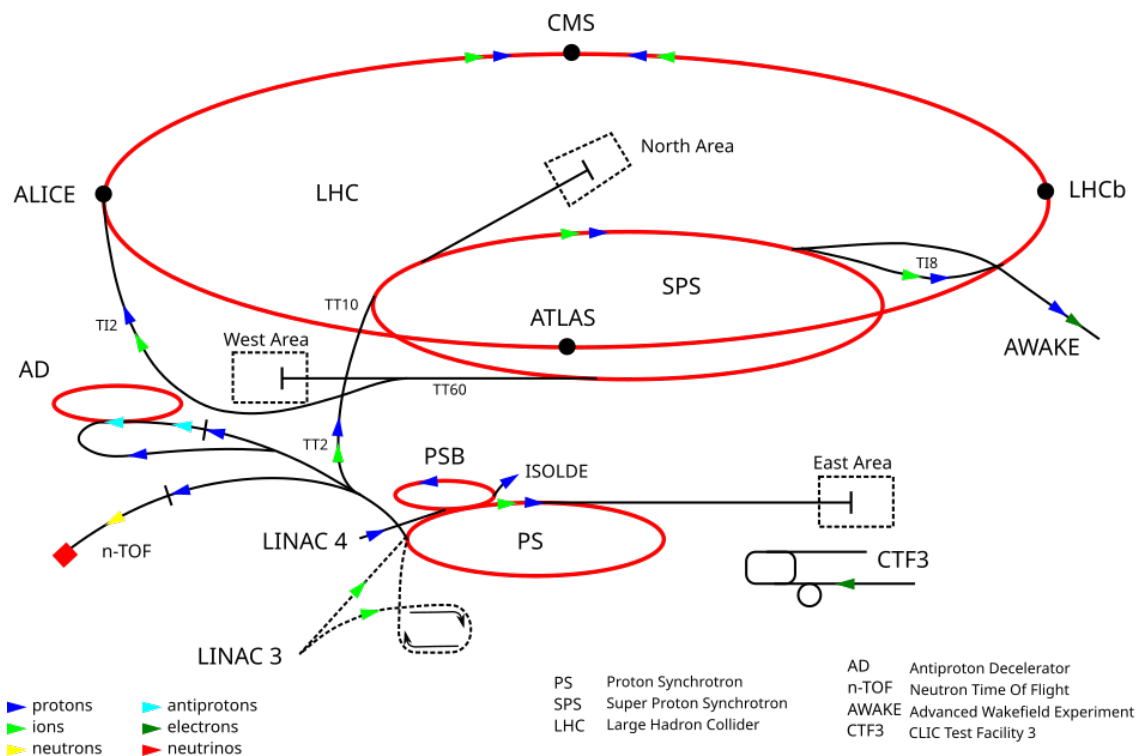 CMS
North Area
ALICE
LHC
LHCb
TI8
SPS
TT10
ATLAS
TI2
West Area
AWAKE
AD
TT60
TT2
PSB
ISOLDE
East Area
LINAC 4
PS
n-TOF
CTF3
LINAC 3
protons
ions
neutrons
antiprotons
electrons
neutrinos
PS Proton Synchrotron
SPS Super Proton Synchrotron
LHC Large Hadron Collider
AD Antiproton Decelerator
n-TOF Neutron Time Of Flight
AWAKE Advanced Wakefield Experiment
CTF3 CLIC Test Facility 3